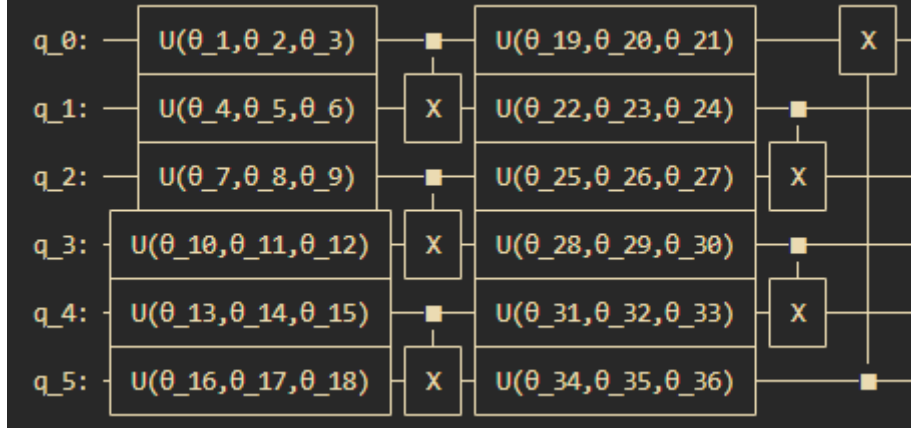 q_0: U(θ_1,θ_2,θ_3) U(θ_19,θ_20,θ_21) X
q_1: U(θ_4,θ_5,θ_6) X U(θ_22,θ_23,θ_24)
q_2: U(θ_7,θ_8,θ_9) U(θ_25,θ_26,θ_27) X
q_3: U(θ_10,θ_11,θ_12) X U(θ_28,θ_29,θ_30)
q_4: U(θ_13,θ_14,θ_15) U(θ_31,θ_32,θ_33) X
q_5: U(θ_16,θ_17,θ_18) X U(θ_34,θ_35,θ_36)